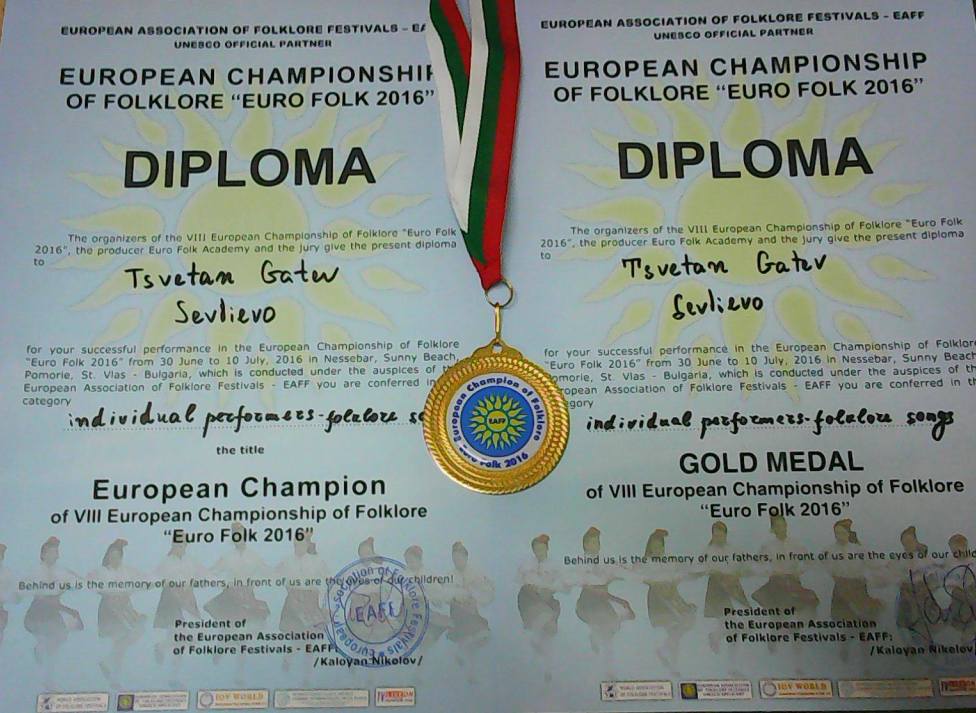 EUROPEAN ASSOCIATION OF FOLKLORE FESTIVALS – EA
UNESCO OFFICIAL PARTNER
EUROPEAN CHAMPIONSHIP
OF FOLKLORE “EURO FOLK 2016”
DIPLOMA
The organizers of the VIII European Championship of Folklore “Euro Folk
2016”, the producer Euro Folk Academy and the jury give the present diploma
to
Tsvetan Gatev
Sevlievo
for your successful performance in the European Championship of Folklore
“Euro Folk 2016” from 30 June to 10 July, 2016 in Nessebar, Sunny Beach,
Pomorie, St. Vlas - Bulgaria, which is conducted under the auspices of
European Association of Folklore Festivals - EAFF you are conferred in
category
individual performers-folklore
the title
European Champion
of VIII European Championship of Folklore
“Euro Folk 2016”
Behind us is the memory of our fathers, in front of us are the eyes of our children!
President of
the European Association
of Folklore Festivals - EAFF
/Kaloyan Nikolov/
European Association of Folklore Festivals
EAFF
IOV WORLD
European Champion of Folklore
EAFF
Euro Folk 2016
EUROPEAN ASSOCIATION OF FOLKLORE FESTIVALS – EAFF
UNESCO OFFICIAL PARTNER
EUROPEAN CHAMPIONSHIP
OF FOLKLORE “EURO FOLK 2016”
DIPLOMA
The organizers of the VIII European Championship of Folklore “Euro Folk
2016”, the producer Euro Folk Academy and the jury give the present diploma
to
Tsvetan Gatev
Sevlievo
for your successful performance in the European Championship of Folklore
“Euro Folk 2016” from 30 June to 10 July, 2016 in Nessebar, Sunny Beach
omorie, St. Vlas - Bulgaria, which is conducted under the auspices of th
ropean Association of Folklore Festivals - EAFF you are conferred in th
egory
individual performers-folklore songs
GOLD MEDAL
of VIII European Championship of Folklore
“Euro Folk 2016”
Behind us is the memory of our fathers, in front of us are the eyes of our child
President of
the European Association
of Folklore Festivals - EAFF:
/Kaloyan Nikolov
IOV WORLD